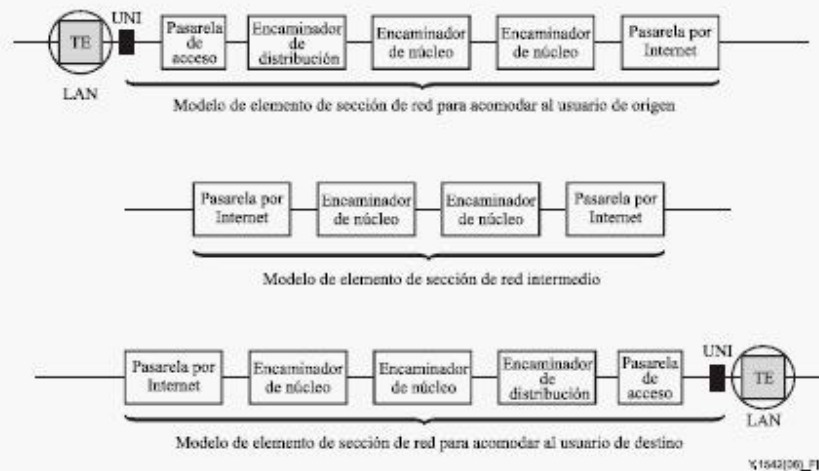 UNI
TE
LAN
Pasarela
de
acceso
Encaminador
de
distribución
Encaminador
de núcleo
Encaminador
de núcleo
Pasarela por
Internet
Modelo de elemento de sección de red para acomodar al usuario de origen
Pasarela por
Internet
Encaminador
de núcleo
Encaminador
de núcleo
Pasarela por
Internet
Modelo de elemento de sección de red intermedio
Pasarela por
Internet
Encaminador
de núcleo
Encaminador
de núcleo
Encaminador
de
distribución
Pasarela
de
acceso
UNI
TE
LAN
Modelo de elemento de sección de red para acomodar al usuario de destino